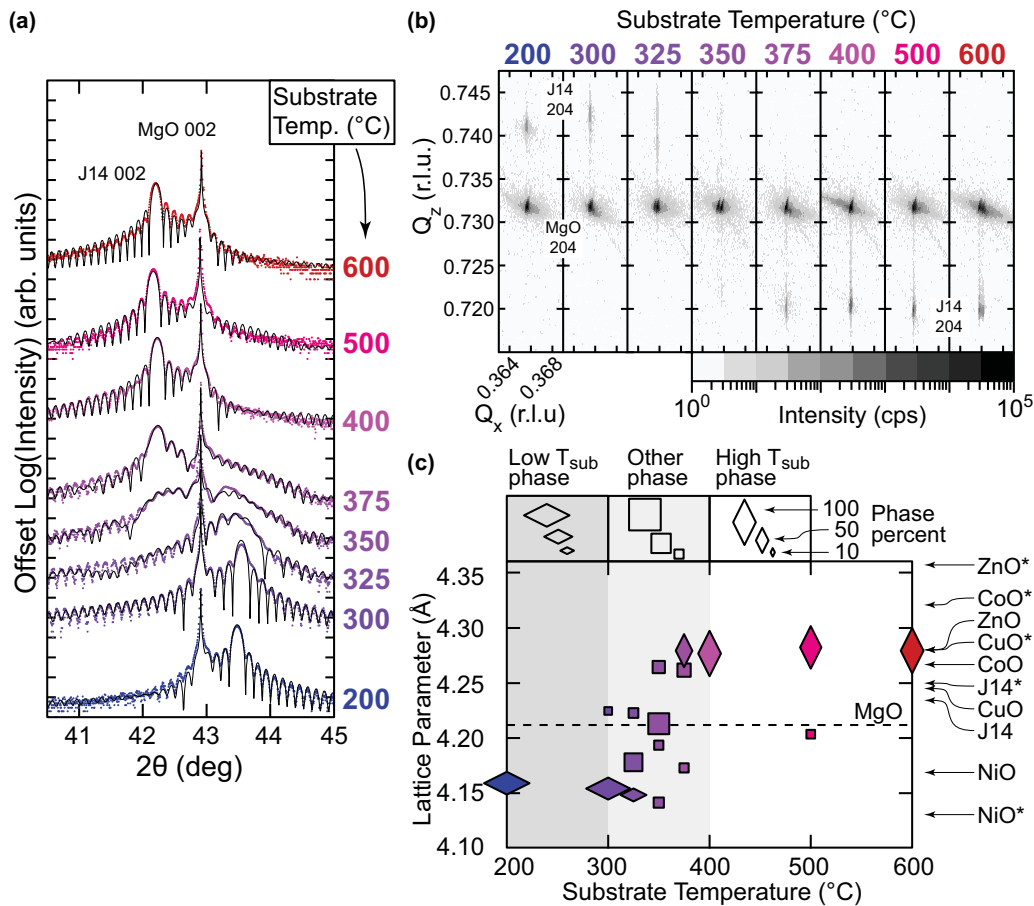 (a)
Substrate
Temp. (°C)
MgO 002
J14 002
600
500
400
375
350
325
300
200
Offset Log(Intensity) (arb. units)
41
42
43
44
45
2θ (deg)
(b)
Substrate Temperature (°C)
200
300
325
350
375
400
500
600
Q_z (r.l.u.)
0.745
0.740
0.735
0.730
0.725
0.720
J14
204
MgO
204
J14
204
0.364
0.368
Q_x (r.l.u)
10^0
Intensity (cps)
10^5
(c)
Low T_sub
phase
Other
phase
High T_sub
phase
100
50
10
Phase
percent
Lattice Parameter (Å)
4.35
4.30
4.25
4.20
4.15
4.10
MgO
ZnO*
CoO*
ZnO
CuO*
CoO
J14*
CuO
J14
NiO
NiO*
200
300
400
500
600
Substrate Temperature (°C)